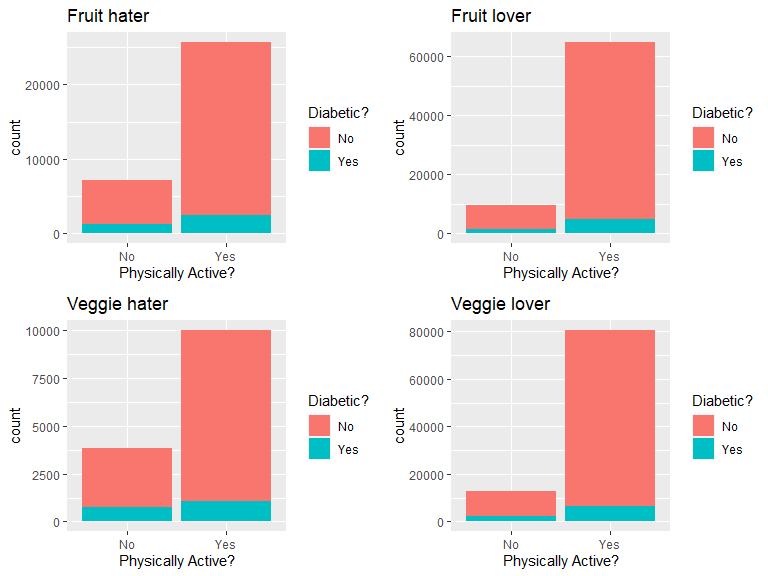 Fruit hater
20000
10000
0
count
No Yes
Physically Active?
Diabetic?
No
Yes
Fruit lover
60000
40000
20000
0
count
No Yes
Physically Active?
Diabetic?
No
Yes
Veggie hater
10000
7500
5000
2500
0
count
No Yes
Physically Active?
Diabetic?
No
Yes
Veggie lover
80000
60000
40000
20000
0
count
No Yes
Physically Active?
Diabetic?
No
Yes